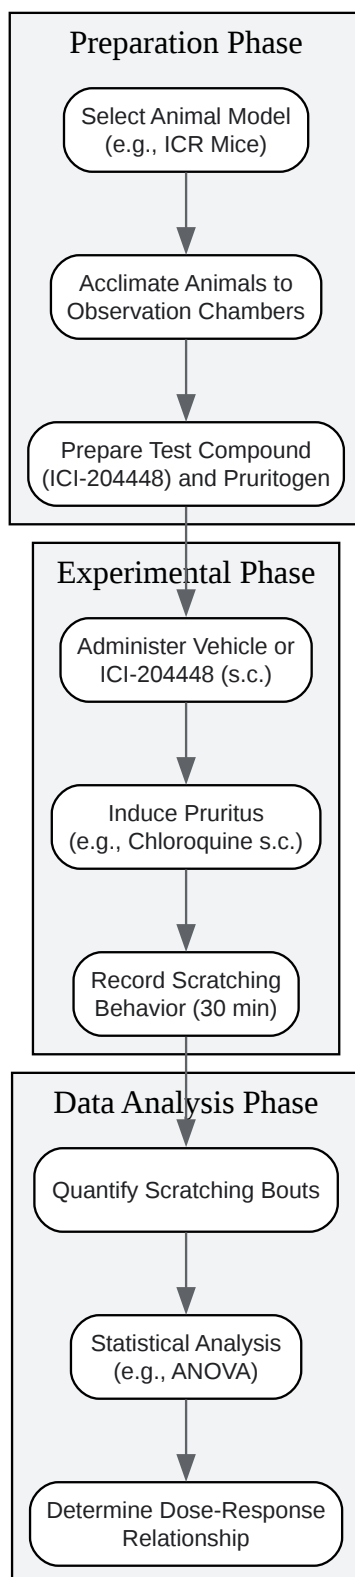 Preparation Phase
Select Animal Model
(e.g., ICR Mice)
Acclimate Animals to
Observation Chambers
Prepare Test Compound
(ICI-204448) and Pruritogen
Experimental Phase
Administer Vehicle or
ICI-204448 (s.c.)
Induce Pruritus
(e.g., Chloroquine s.c.)
Record Scratching
Behavior (30 min)
Data Analysis Phase
Quantify Scratching Bouts
Statistical Analysis
(e.g., ANOVA)
Determine Dose-Response
Relationship